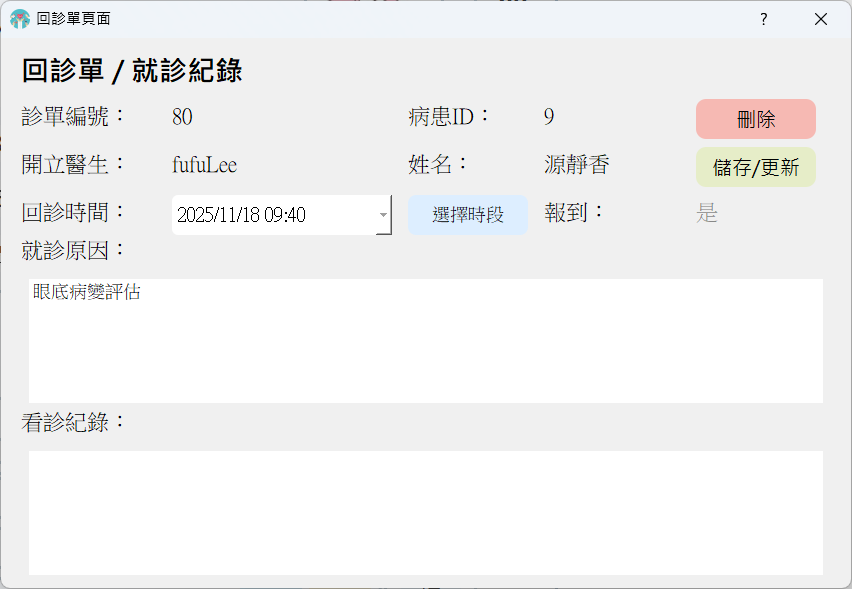 回診單頁面
?
回診單 / 就診紀錄
診單編號： 80 病患ID： 9 刪除
開立醫生： fufuLee 姓名： 源靜香 儲存/更新
回診時間： 2025/11/18 09:40 選擇時段 報到： 是
就診原因：
眼底病變評估
看診紀錄：